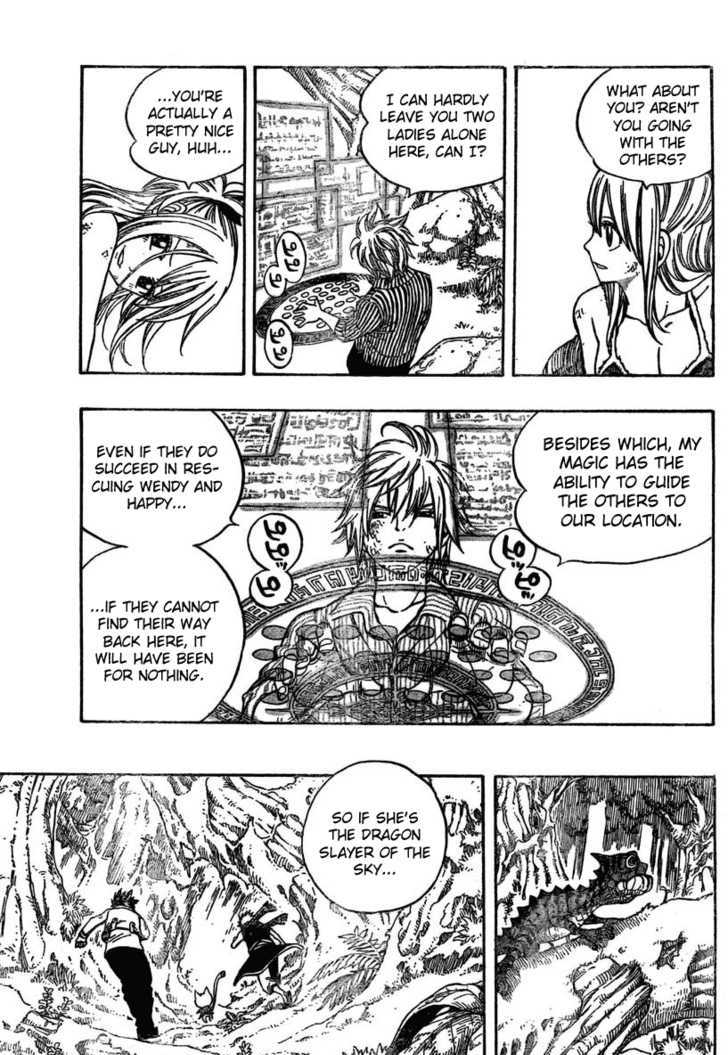 WHAT ABOUT
YOU? AREN'T
YOU GOING
WITH THE
OTHERS?
I CAN HARDLY
LEAVE YOU TWO
LADIES ALONE
HERE, CAN I?
...YOU'RE
ACTUALLY A
PRETTY NICE
GUY, HUH...
BESIDES WHICH, MY
MAGIC HAS THE
ABILITY TO GUIDE
THE OTHERS TO
OUR LOCATION.
EVEN IF THEY DO
SUCCEED IN RES-
CUING WENDY AND
HAPPY...
...IF THEY CANNOT
FIND THEIR WAY
BACK HERE, IT
WILL HAVE BEEN
FOR NOTHING.
SO IF SHE'S
THE DRAGON
SLAYER OF THE
SKY...